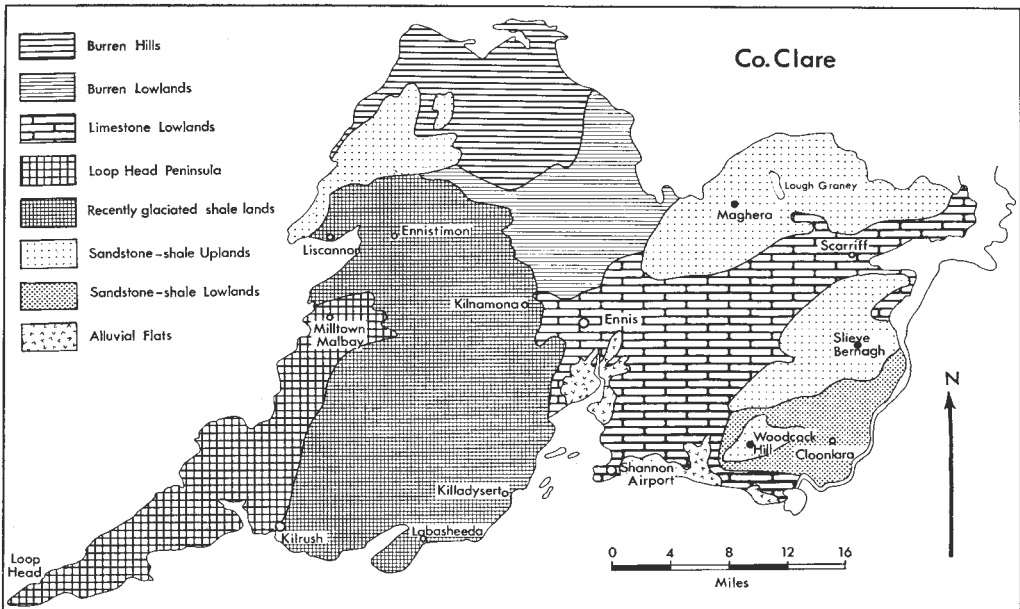 Co. Clare
Burren Hills
Burren Lowlands
Limestone Lowlands
Loop Head Peninsula
Recently glaciated shale lands
Sandstone-shale Uplands
Sandstone-shale Lowlands
Alluvial Flats
Lough Graney
Maghera
Scarriff
Liscannor
Ennistimon
Kilnamona
Ennis
Milltown
Malbay
Slieve
Bernagh
Woodcock
Hill
Cloonlara
Shannon
Airport
Killadysert
Labasheeda
Kilrush
Loop
Head
N
0 4 8 12 16
Miles